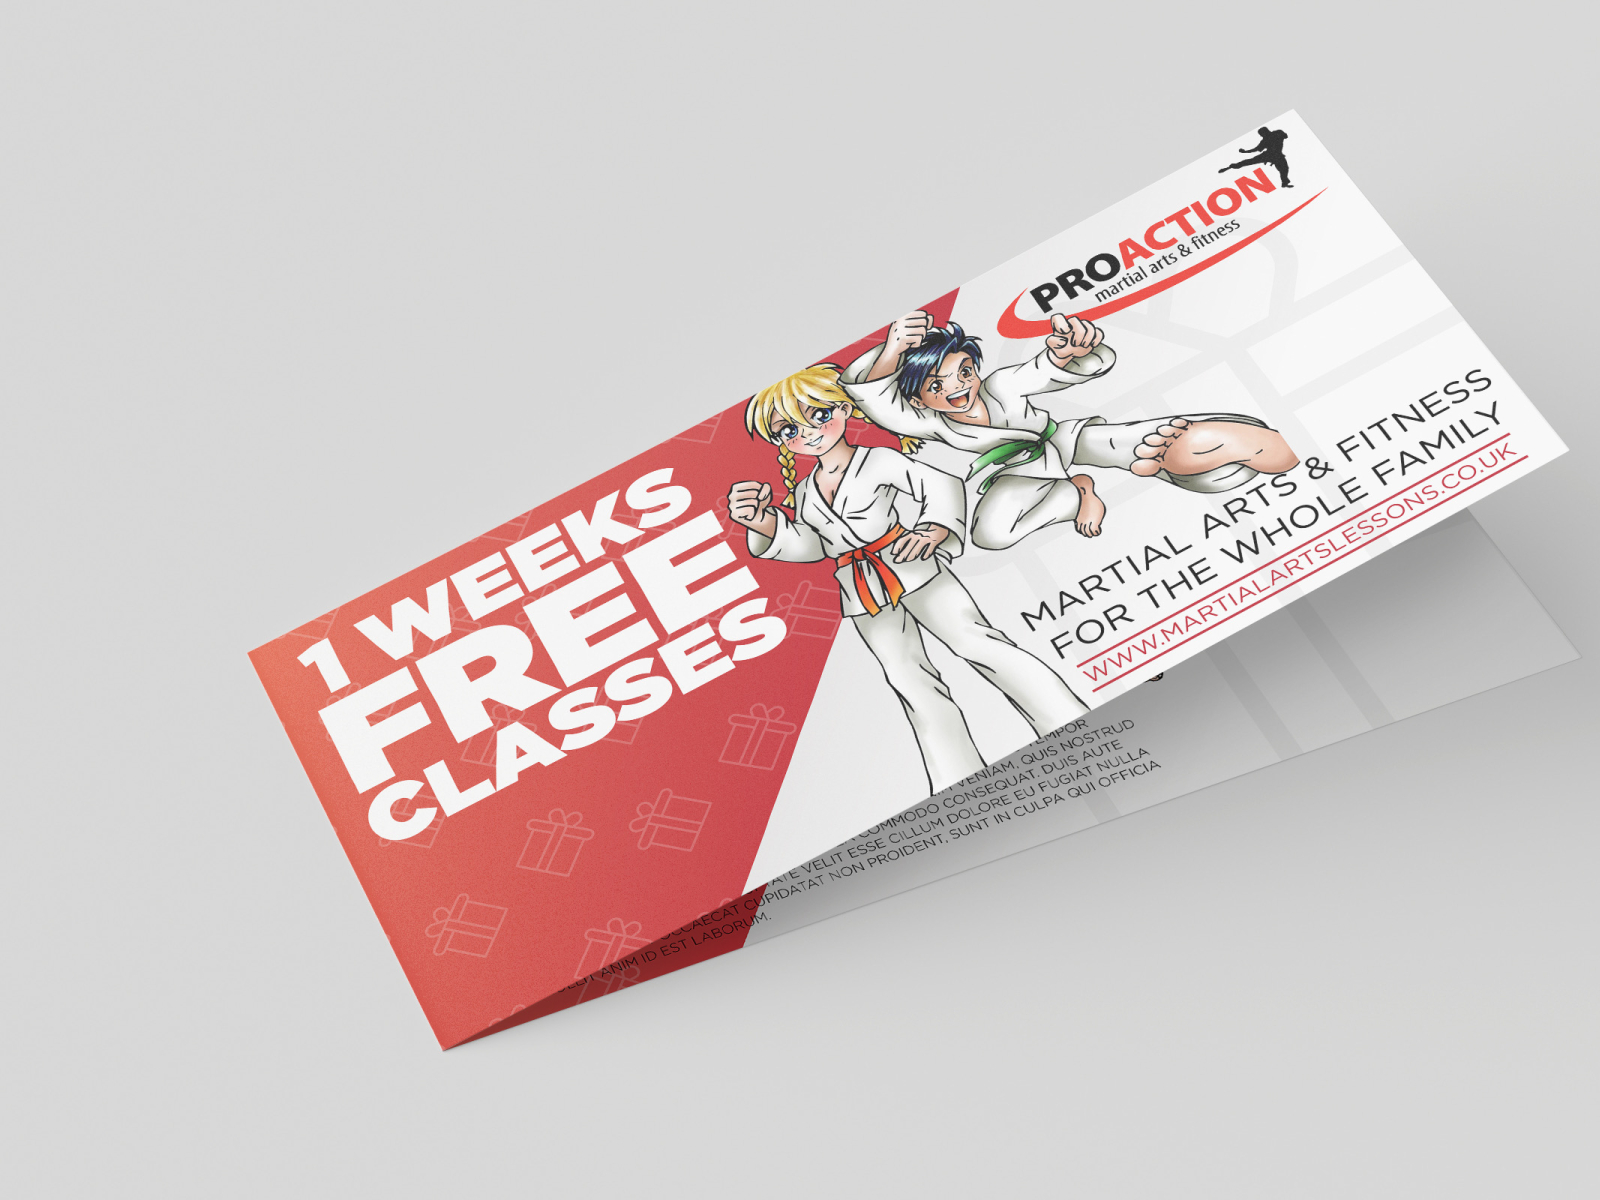 1 WEEKS
FREE
CLASSES
PROACTION
martial arts & fitness
MARTIAL ARTS & FITNESS
FOR THE WHOLE FAMILY
WWW.MARTIALARTSLESSONS.CO.UK
TEMPOR
VENIAM, QUIS NOSTRUD
COMMODO CONSEQUAT. DUIS AUTE
VELIT ESSE CILLUM DOLORE EU FUGIAT NULLA
OCCAECAT CUPIDATAT NON PROIDENT, SUNT IN CULPA QUI OFFICIA
ANIM ID EST LABORUM.